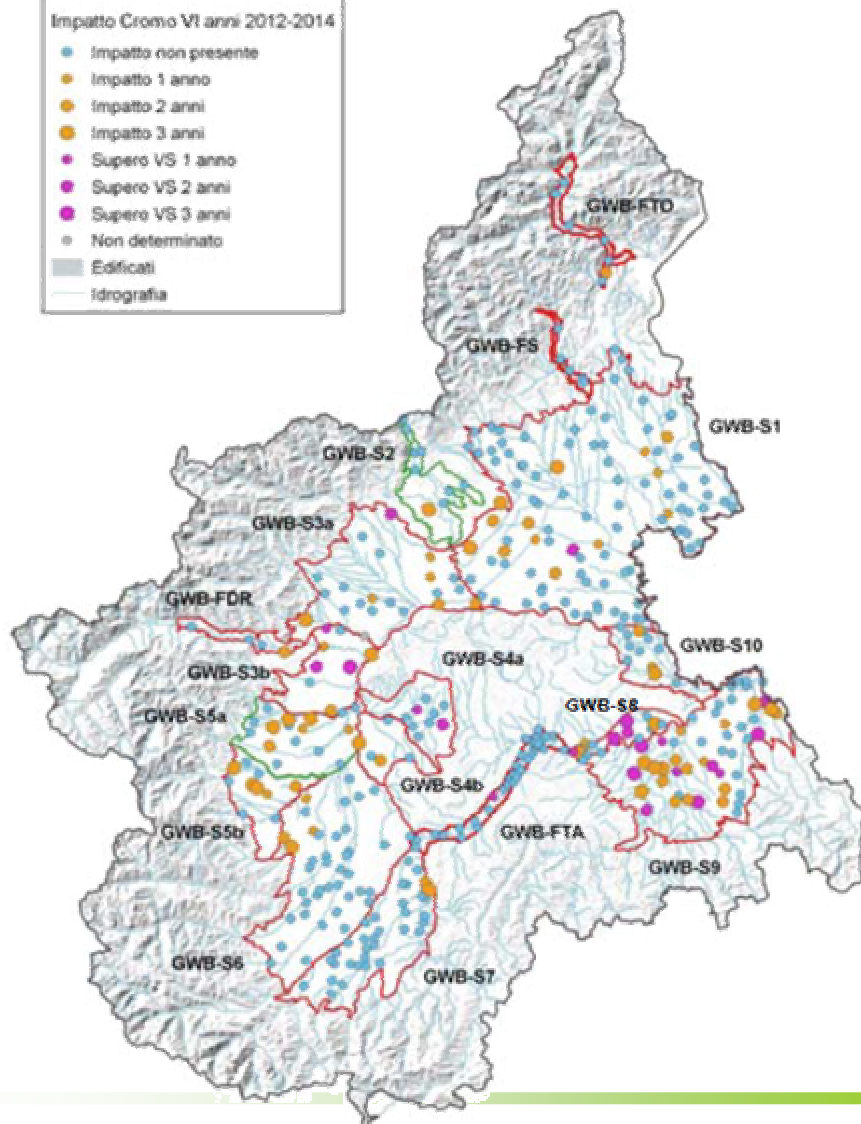 Impatto Cromo VI anni 2012-2014
Impatto non presente
Impatto 1 anno
Impatto 2 anni
Impatto 3 anni
Supero VS 1 anno
Supero VS 2 anni
Supero VS 3 anni
Non determinato
Edificati
Idrografia
GWB-FTO
GWB-FS
GWB-S1
GWB-S2
GWB-S3a
GWB-FDR
GWB-S10
GWB-S4a
GWB-S3b
GWB-S8
GWB-S5a
GWB-S4b
GWB-S5b
GWB-FTA
GWB-S9
GWB-S6
GWB-S7